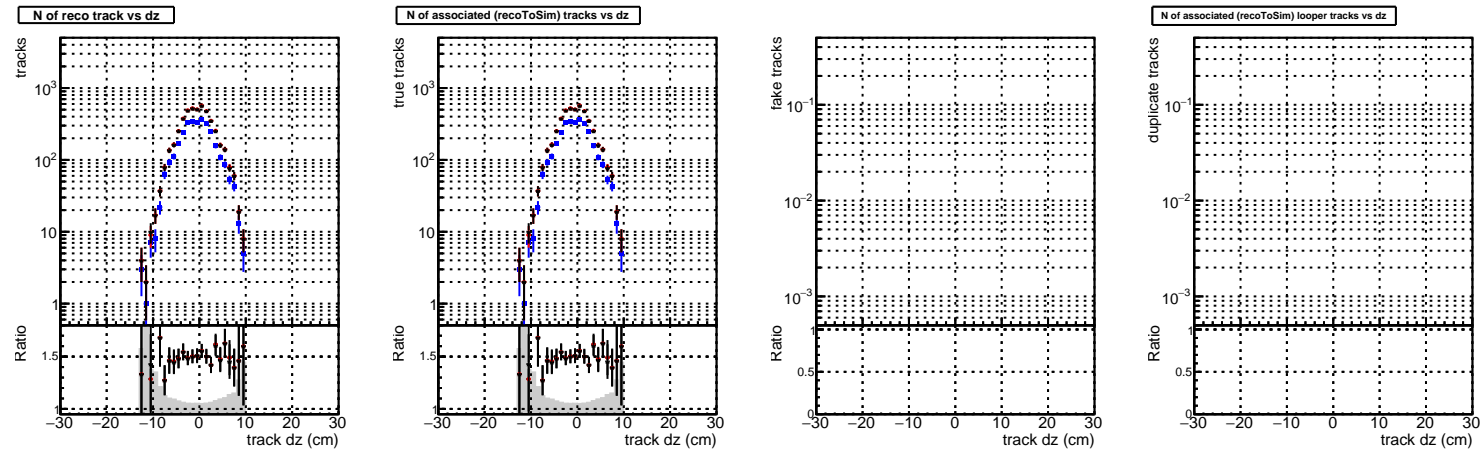 N of reco track vs dz
tracks
10³
10²
10
1
Ratio
1.5
1
−30 −20 −10 0 10 20 30
track dz (cm)
N of associated (recoToSim) tracks vs dz
true tracks
10³
10²
10
1
Ratio
1.5
1
−30 −20 −10 0 10 20 30
track dz (cm)
fake tracks
10⁻¹
10⁻²
10⁻³
Ratio
1
0.5
0
−30 −20 −10 0 10 20 30
track dz (cm)
N of associated (recoToSim) looper tracks vs dz
duplicate tracks
10⁻¹
10⁻²
10⁻³
Ratio
1
0.5
0
−30 −20 −10 0 10 20 30
track dz (cm)